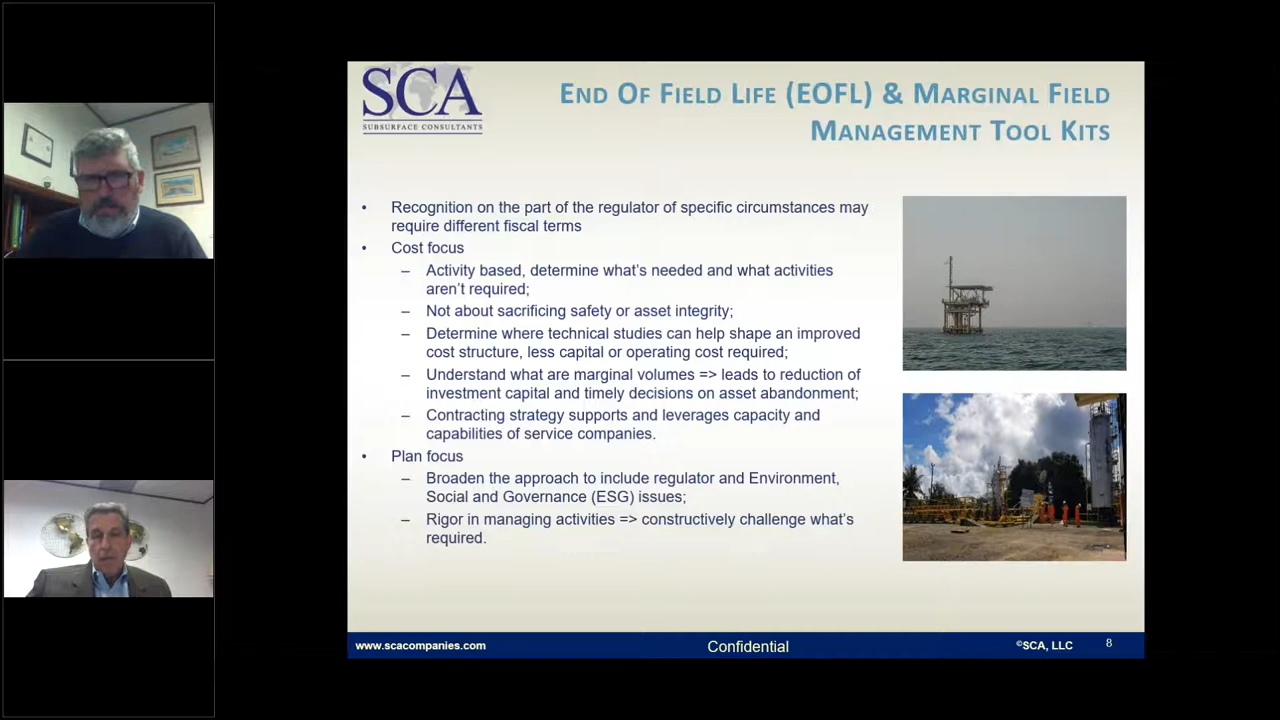 SCA
SUBSURFACE CONSULTANTS
END OF FIELD LIFE (EOFL) & MARGINAL FIELD
MANAGEMENT TOOL KITS
• Recognition on the part of the regulator of specific circumstances may
require different fiscal terms
• Cost focus
– Activity based, determine what's needed and what activities
aren't required;
– Not about sacrificing safety or asset integrity;
– Determine where technical studies can help shape an improved
cost structure, less capital or operating cost required;
– Understand what are marginal volumes => leads to reduction of
investment capital and timely decisions on asset abandonment;
– Contracting strategy supports and leverages capacity and
capabilities of service companies.
• Plan focus
– Broaden the approach to include regulator and Environment,
Social and Governance (ESG) issues;
– Rigor in managing activities => constructively challenge what's
required.
www.scacompanies.com
Confidential
©SCA, LLC
8